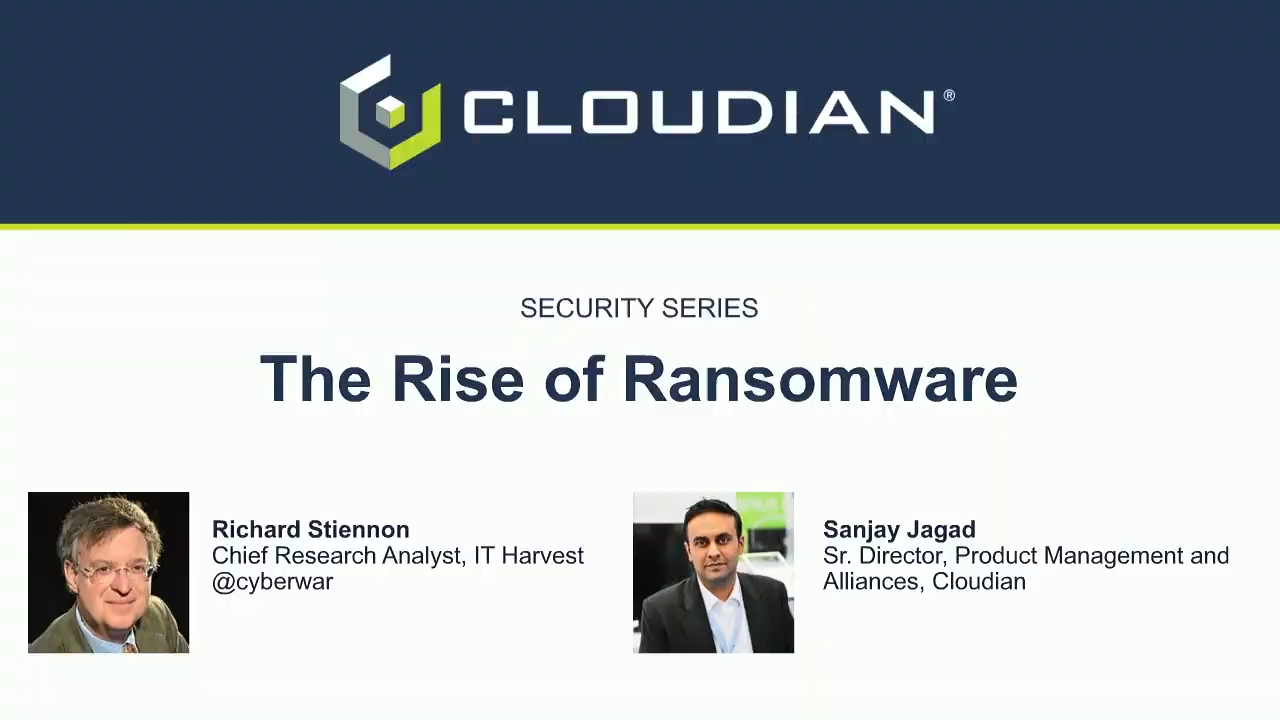 CLOUDIAN®
SECURITY SERIES
The Rise of Ransomware
Richard Stiennon
Chief Research Analyst, IT Harvest
@cyberwar
Sanjay Jagad
Sr. Director, Product Management and
Alliances, Cloudian